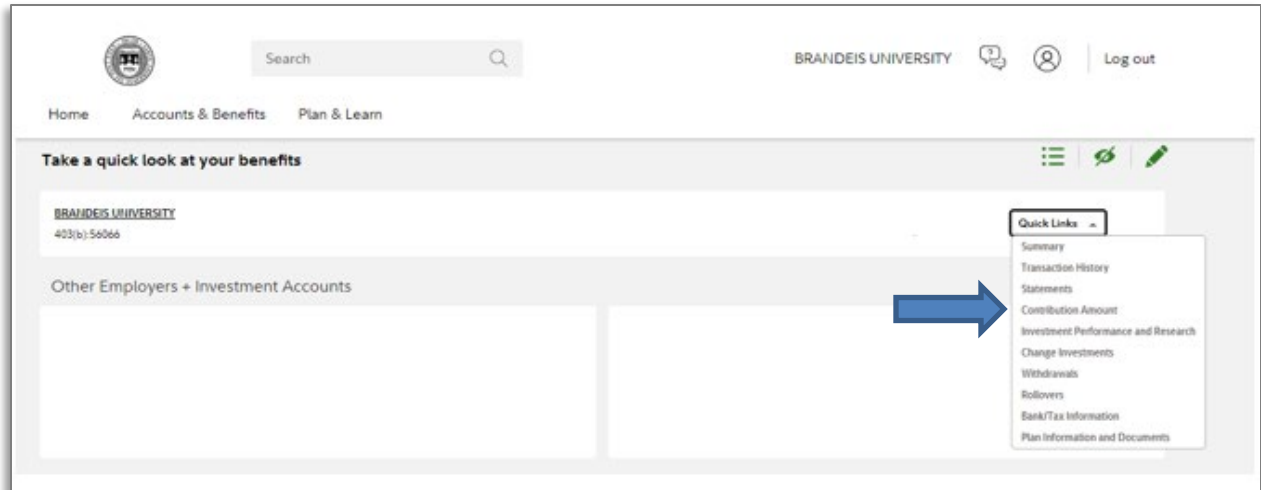 Search
BRANDEIS UNIVERSITY
Log out
Home Accounts & Benefits Plan & Learn
Take a quick look at your benefits
BRANDEIS UNIVERSITY
403(b):56066
Quick Links
Summary
Transaction History
Statements
Contribution Amount
Investment Performance and Research
Change Investments
Withdrawals
Rollovers
Bank/Tax Information
Plan Information and Documents
Other Employers + Investment Accounts